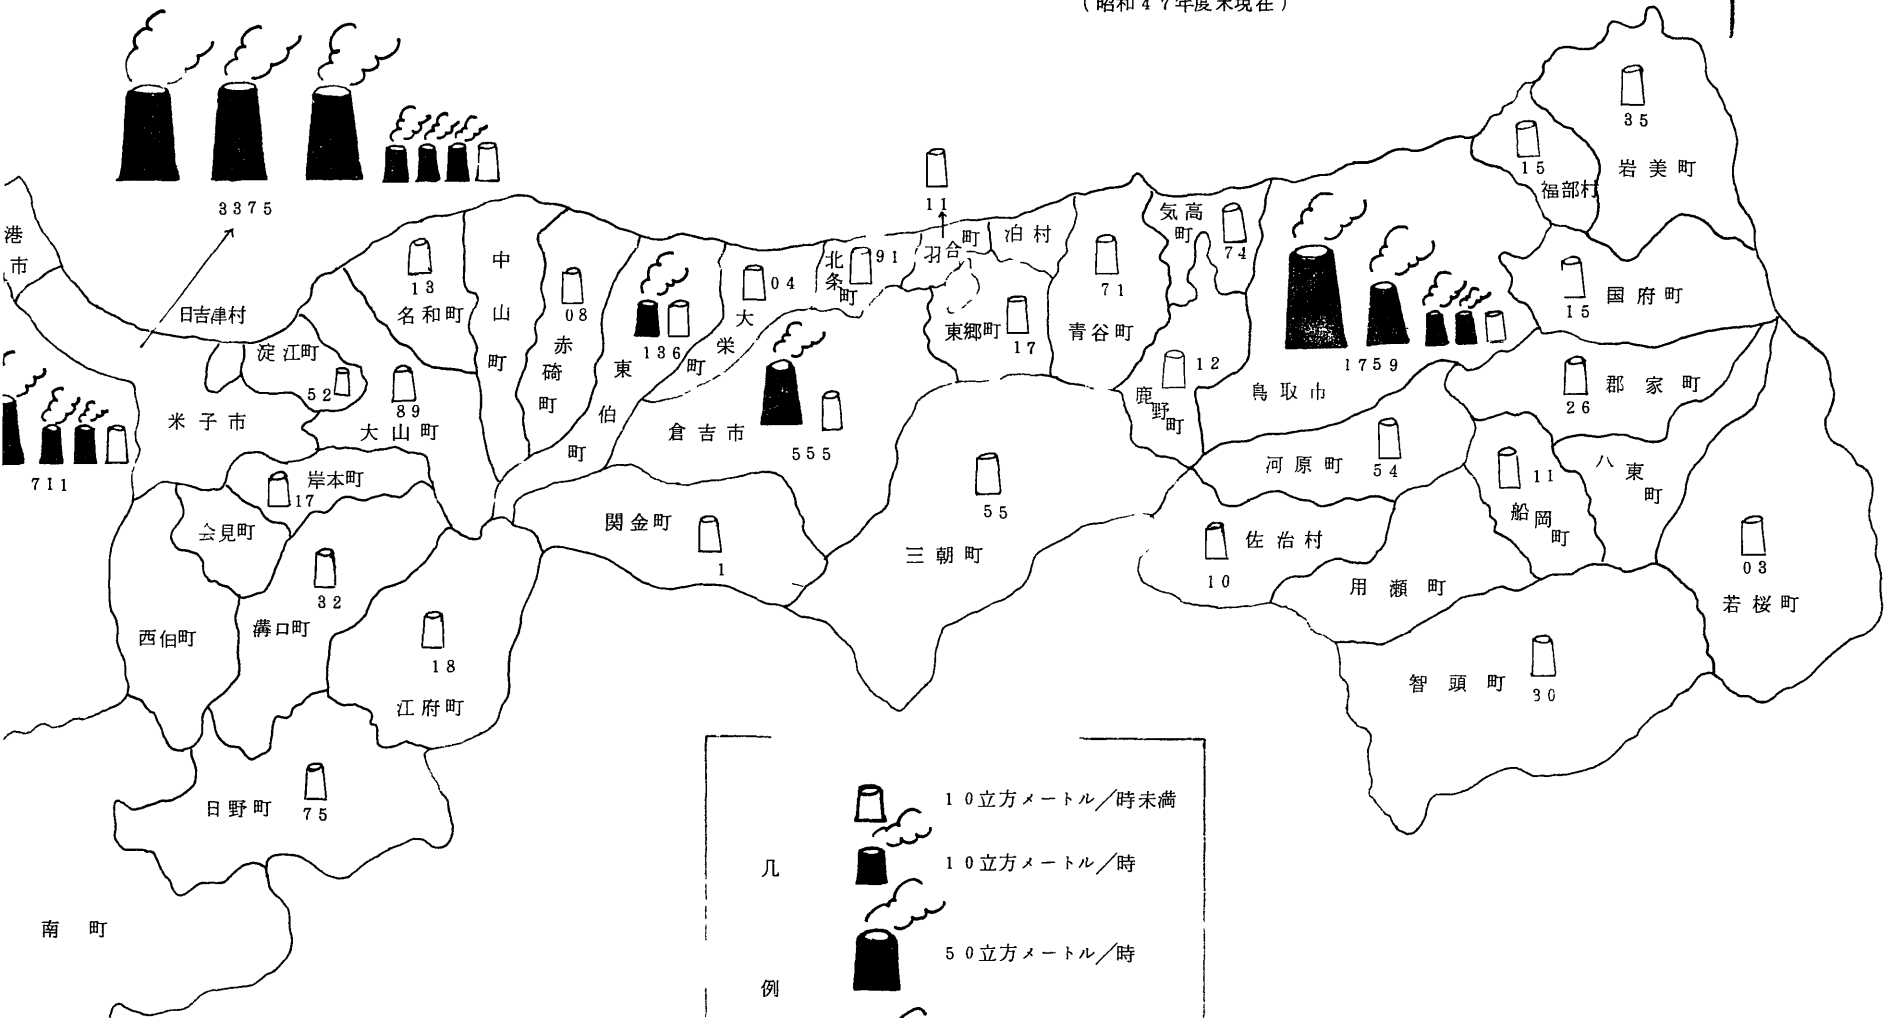 （昭和４７年度末現在）
3375
港
市
日吉津村
711
米子市
淀江町
52
大山町
89
名和町
13
中山町
赤碕町
08
東伯町
136
大栄町
04
北条町
91
羽合町
11
泊村
東郷町
17
青谷町
71
気高町
74
鹿野町
12
鳥取市
1759
福部村
15
岩美町
35
国府町
15
郡家町
26
河原町
54
船岡町
11
八東町
若桜町
03
佐治村
10
用瀬町
智頭町
30
倉吉市
555
関金町
1
三朝町
55
岸本町
17
会見町
西伯町
溝口町
32
江府町
18
日野町
75
南町
几例
10立方メートル／時未満
10立方メートル／時
50立方メートル／時